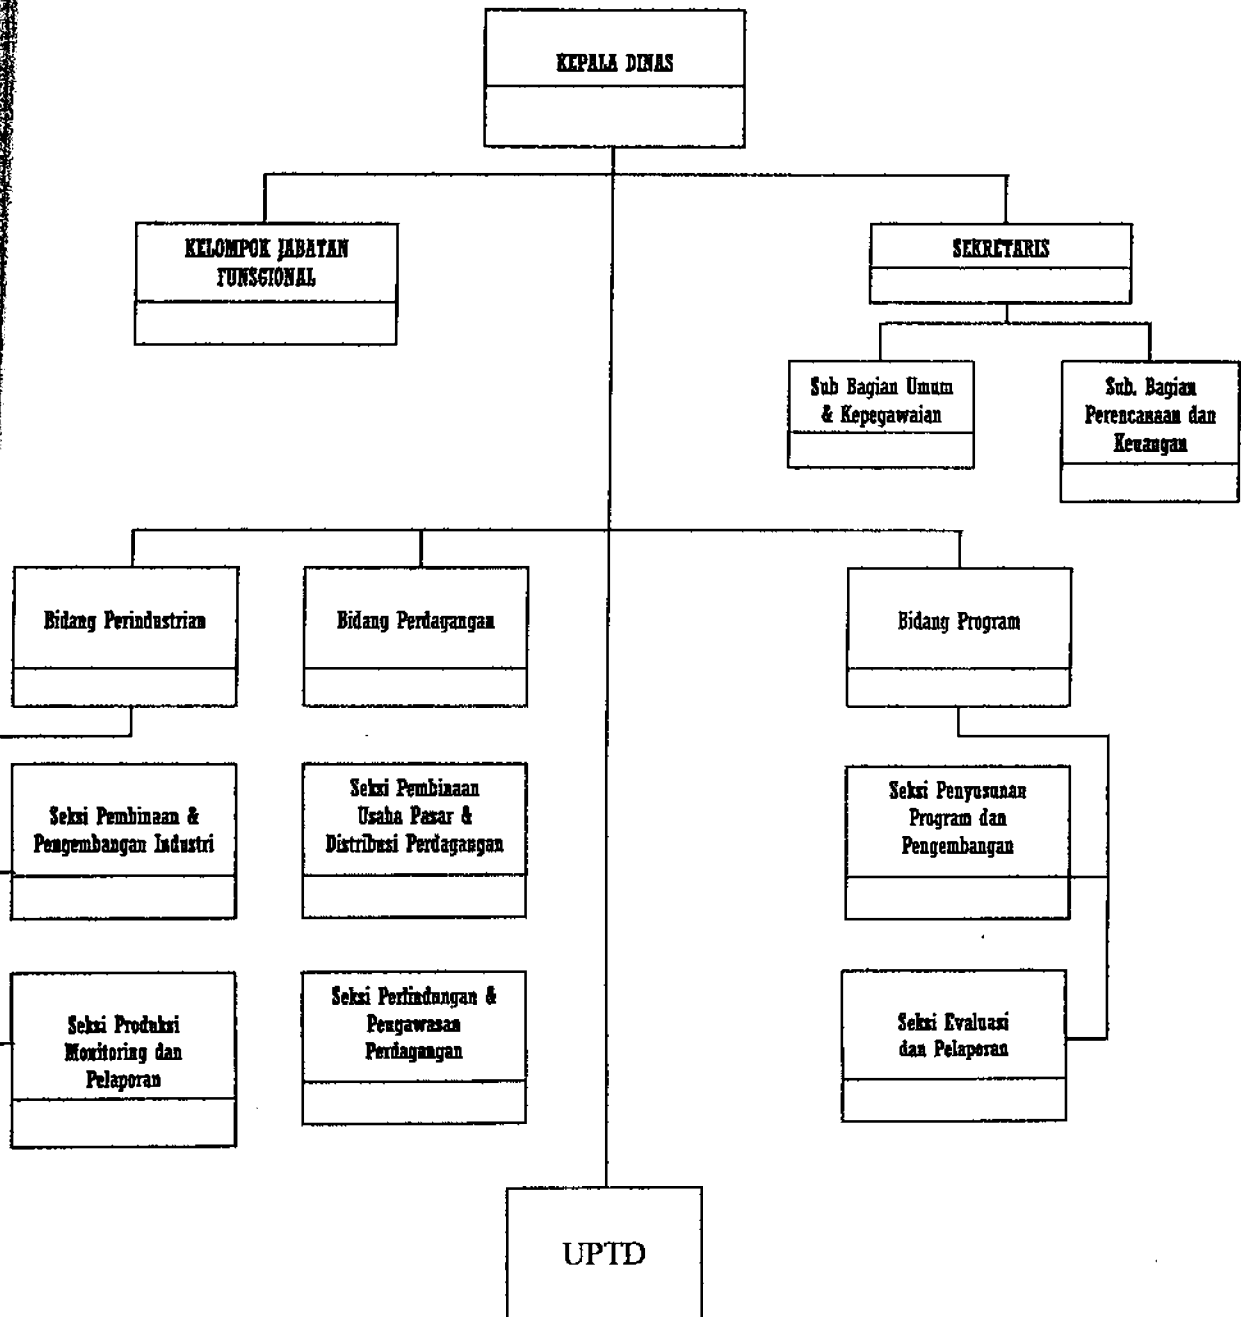 KEPALA DINAS
KELOMPOK JABATAN
FUNSGIONAL
SEKRETARIS
Sub Bagian Umum
& Kepegawaian
Sub. Bagian
Perencanaan dan
Keuangan
Bidang Perindustrian
Bidang Perdagangan
Bidang Program
Seksi Pembinaan &
Pengembangan Industri
Seksi Pembinaan
Usaha Pasar &
Distribusi Perdagangan
Seksi Penyusunan
Program dan
Pengembangan
Seksi Produksi
Monitoring dan
Pelaporan
Seksi Perlindungan &
Pengawasan
Perdagangan
Seksi Evaluasi
dan Pelaporan
UPTD